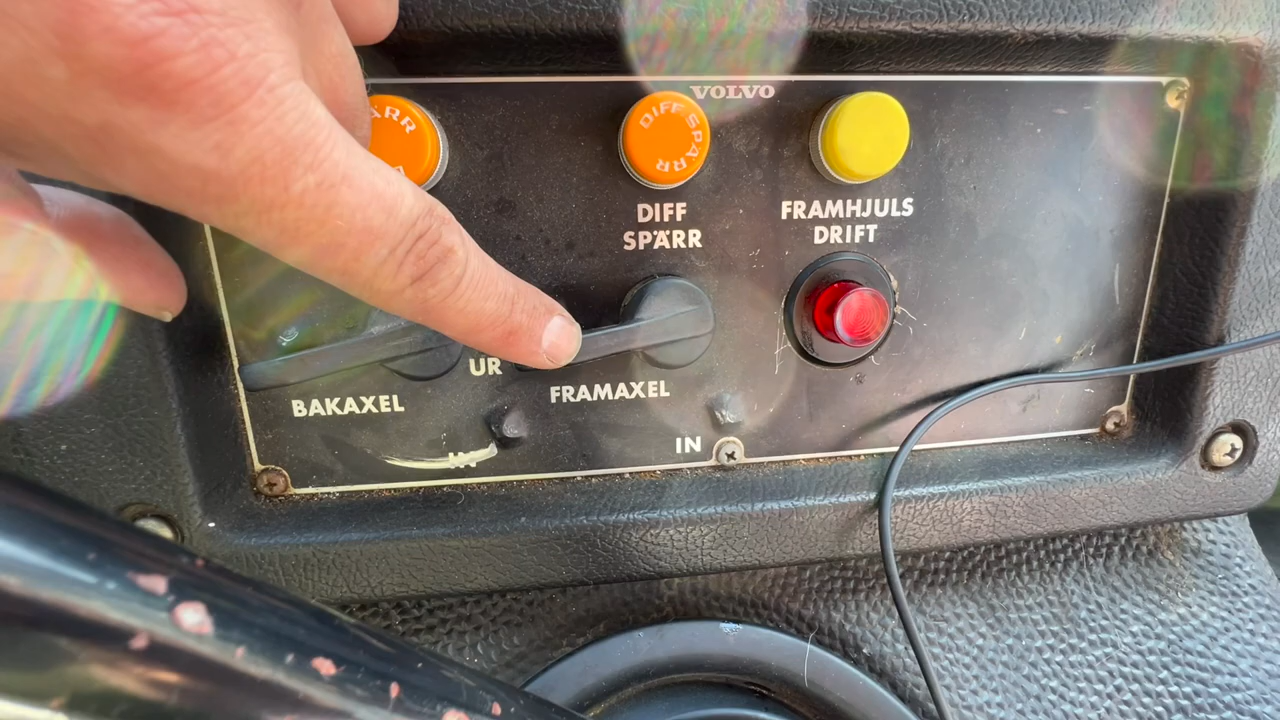 VOLVO
DIFF SPÄRR
DIFF
SPÄRR
FRAMHJULS
DRIFT
UR
BAKAXEL
FRAMAXEL
IN